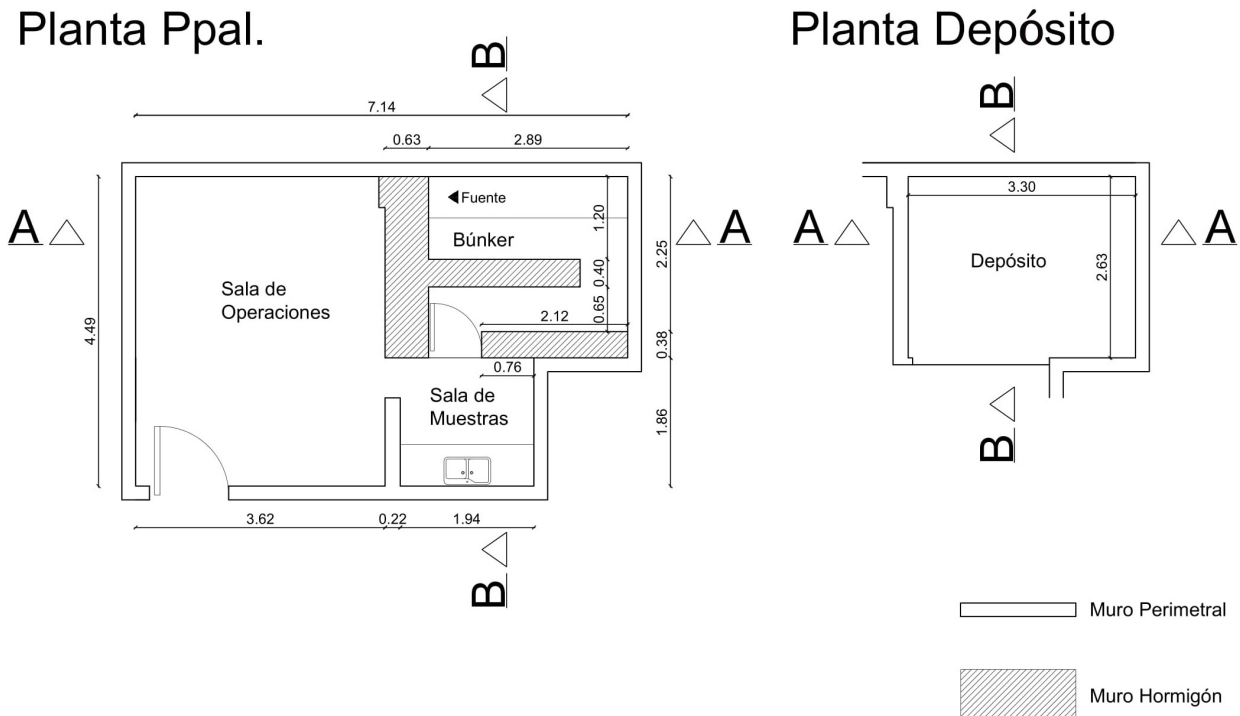 Planta Ppal.
Planta Depósito
B
B
7.14
0.63
2.89
3.30
Fuente
1.20
A
A
A
A
Búnker
2.25
Depósito
2.63
0.40
Sala de
Operaciones
4.49
0.65
2.12
0.38
0.76
Sala de
Muestras
1.86
B
3.62
0.22
1.94
B
Muro Perimetral
Muro Hormigón